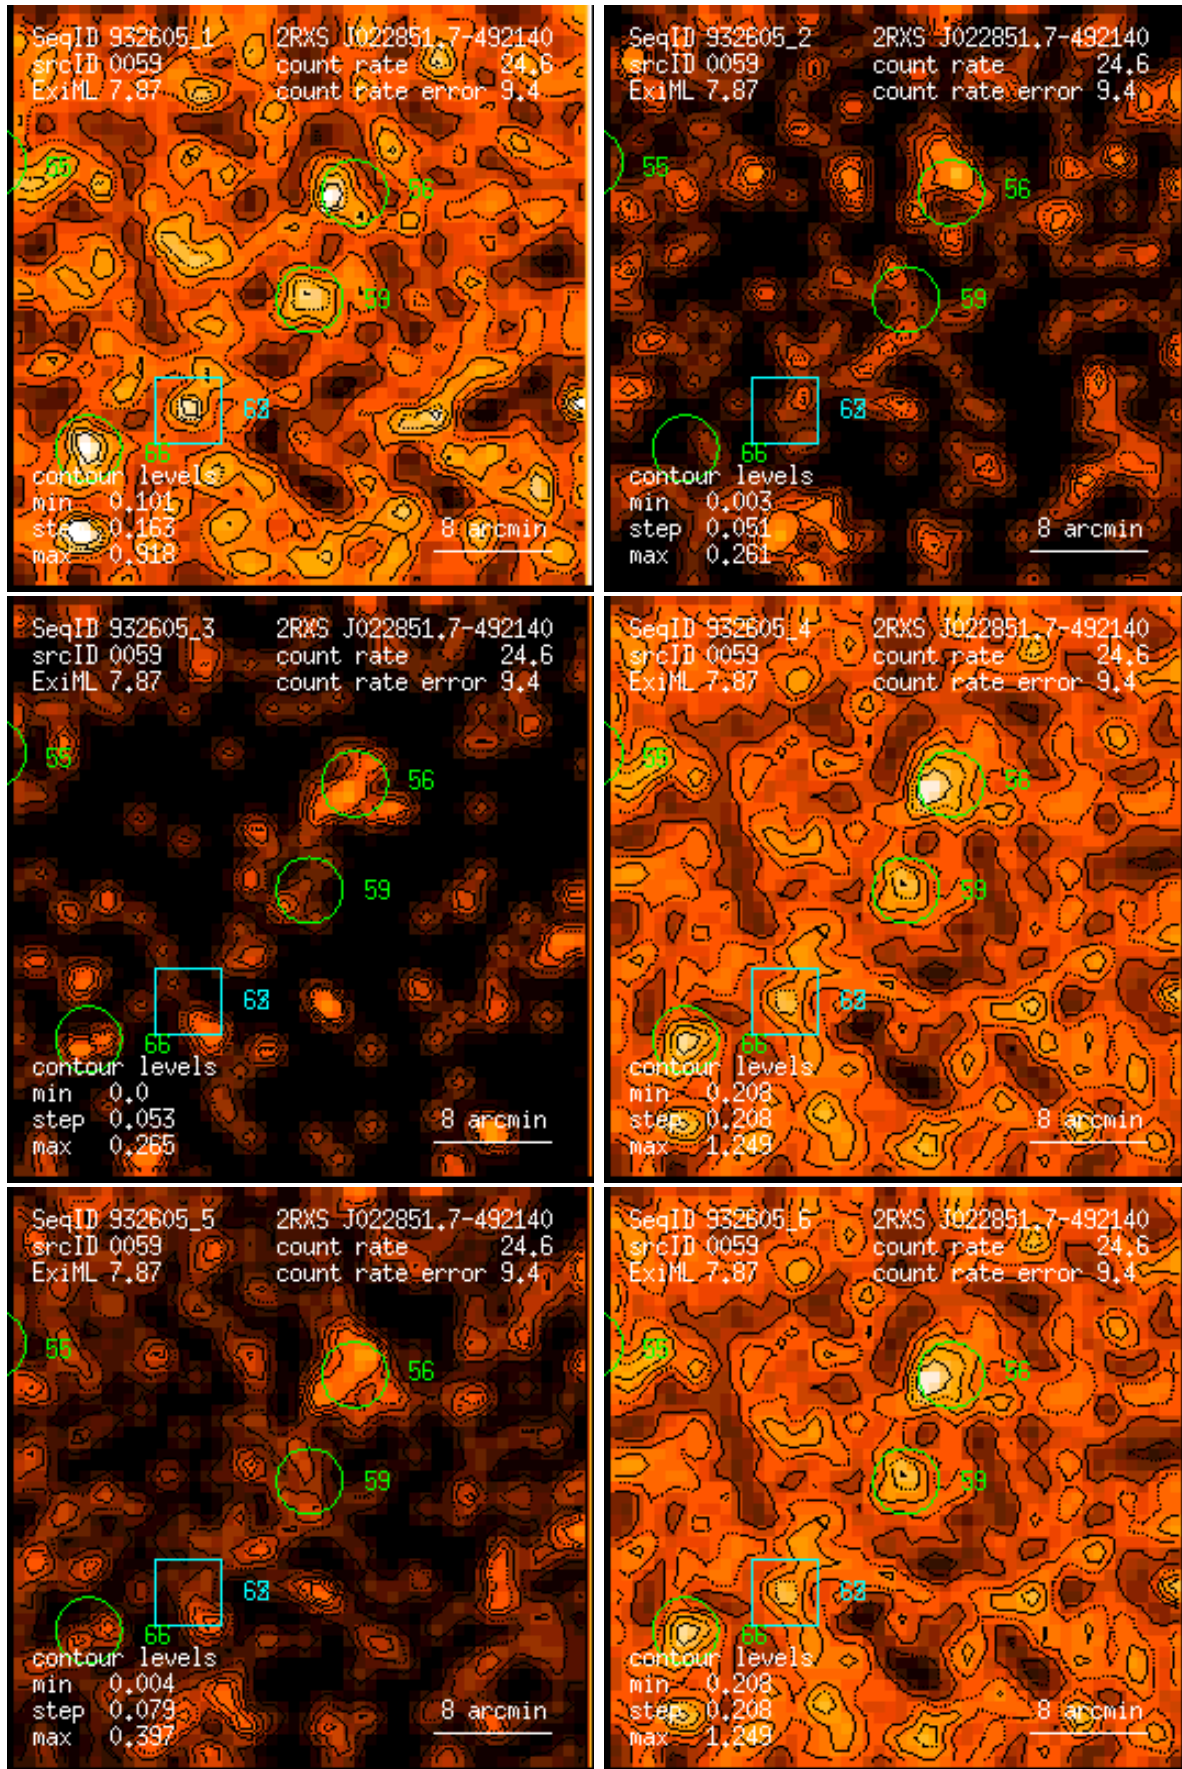 SeqID 932605_1 2RXS J022851.7-492140
srcID 0059 count rate 24.6
ExiML 7.87 count rate error 9.4
55
56
59
66
contour levels
min 0.101
step 0.163
max 0.918
8 arcmin
SeqID 932605_2 2RXS J022851.7-492140
srcID 0059 count rate 24.6
ExiML 7.87 count rate error 9.4
55
56
59
66
contour levels
min 0.003
step 0.051
max 0.261
8 arcmin
SeqID 932605_3 2RXS J022851.7-492140
srcID 0059 count rate 24.6
ExiML 7.87 count rate error 9.4
55
56
59
66
contour levels
min 0.0
step 0.053
max 0.265
8 arcmin
SeqID 932605_4 2RXS J022851.7-492140
srcID 0059 count rate 24.6
ExiML 7.87 count rate error 9.4
55
56
59
66
contour levels
min 0.208
step 0.208
max 1.249
8 arcmin
SeqID 932605_5 2RXS J022851.7-492140
srcID 0059 count rate 24.6
ExiML 7.87 count rate error 9.4
55
56
59
66
contour levels
min 0.004
step 0.079
max 0.397
8 arcmin
SeqID 932605_6 2RXS J022851.7-492140
srcID 0059 count rate 24.6
ExiML 7.87 count rate error 9.4
55
56
59
66
contour levels
min 0.208
step 0.208
max 1.249
8 arcmin